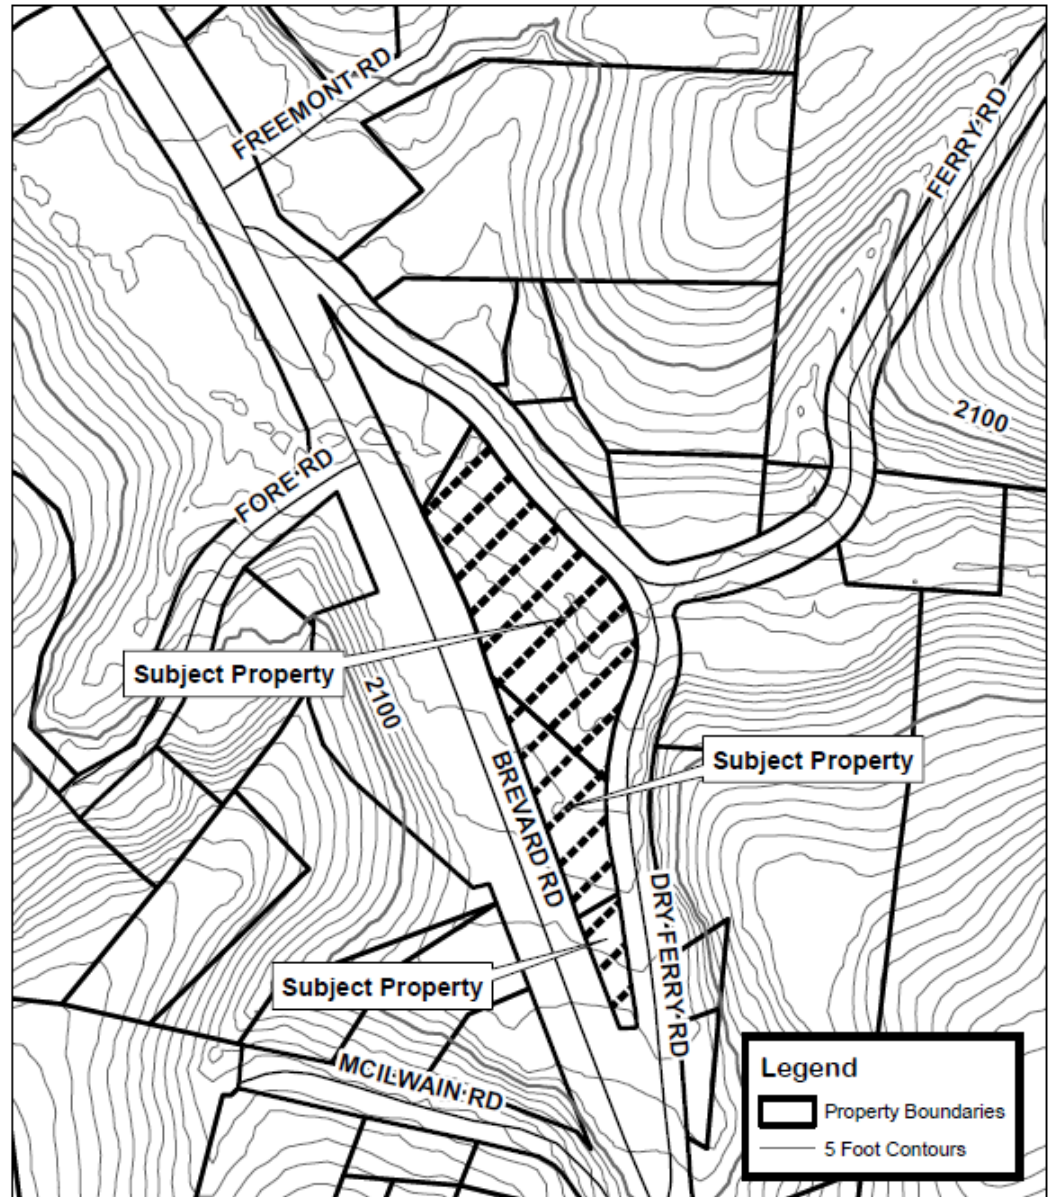 FREEMONT RD
FERRY RD
2100
FORE RD
Subject Property
2100
Subject Property
BREVARD RD
DRY FERRY RD
Subject Property
MCILWAIN RD
Legend
Property Boundaries
5 Foot Contours